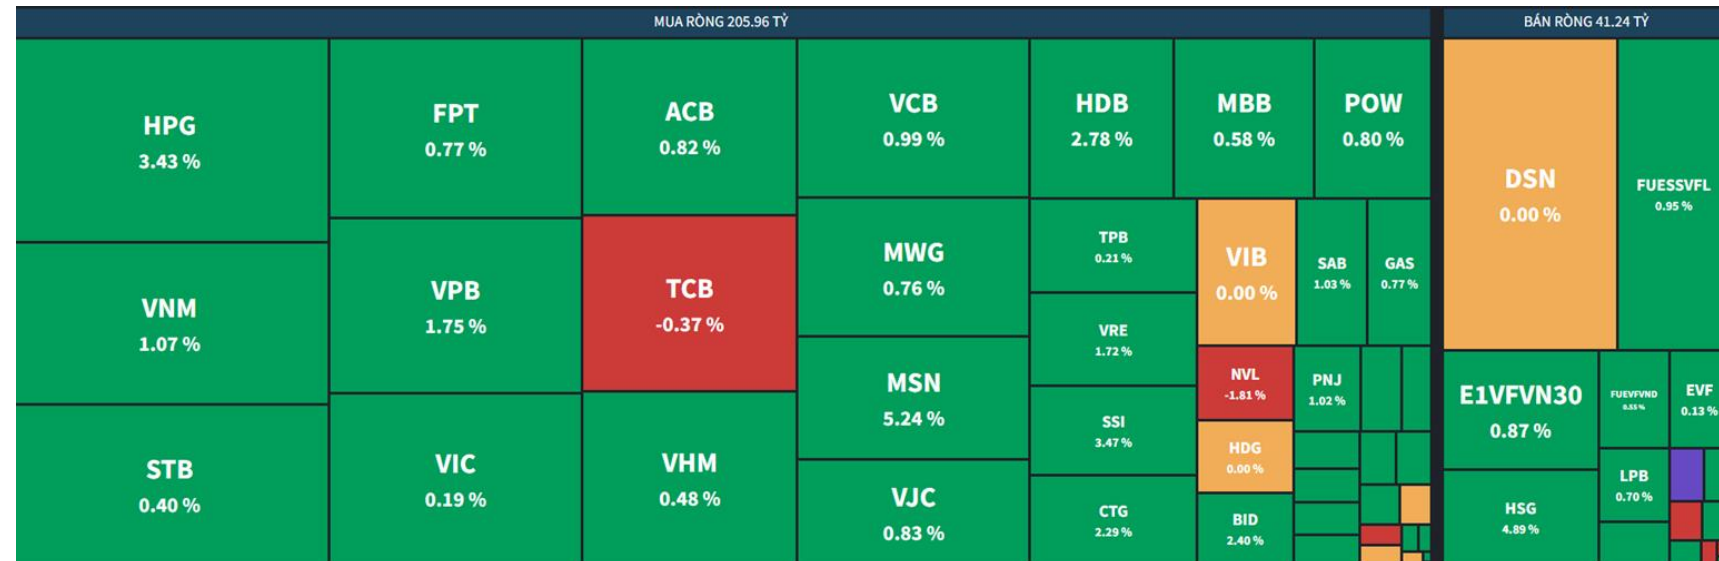 MUA RÒNG 205.96 TỶ
HPG
3.43 %
VNM
1.07 %
STB
0.40 %
FPT
0.77 %
VPB
1.75 %
VIC
0.19 %
ACB
0.82 %
TCB
-0.37 %
VHM
0.48 %
VCB
0.99 %
MWG
0.76 %
MSN
5.24 %
VJC
0.83 %
HDB
2.78 %
MBB
0.58 %
POW
0.80 %
TPB
0.21 %
VRE
1.72 %
SSI
3.47 %
CTG
2.29 %
VIB
0.00 %
SAB
1.03 %
GAS
0.77 %
NVL
-1.81 %
PNJ
1.02 %
HDG
0.00 %
BID
2.40 %
BÁN RÒNG 41.24 TỶ
DSN
0.00 %
FUESSVFL
0.95 %
E1VFVN30
0.87 %
FUEVFVND
EVF
0.13 %
LPB
0.70 %
HSG
4.89 %